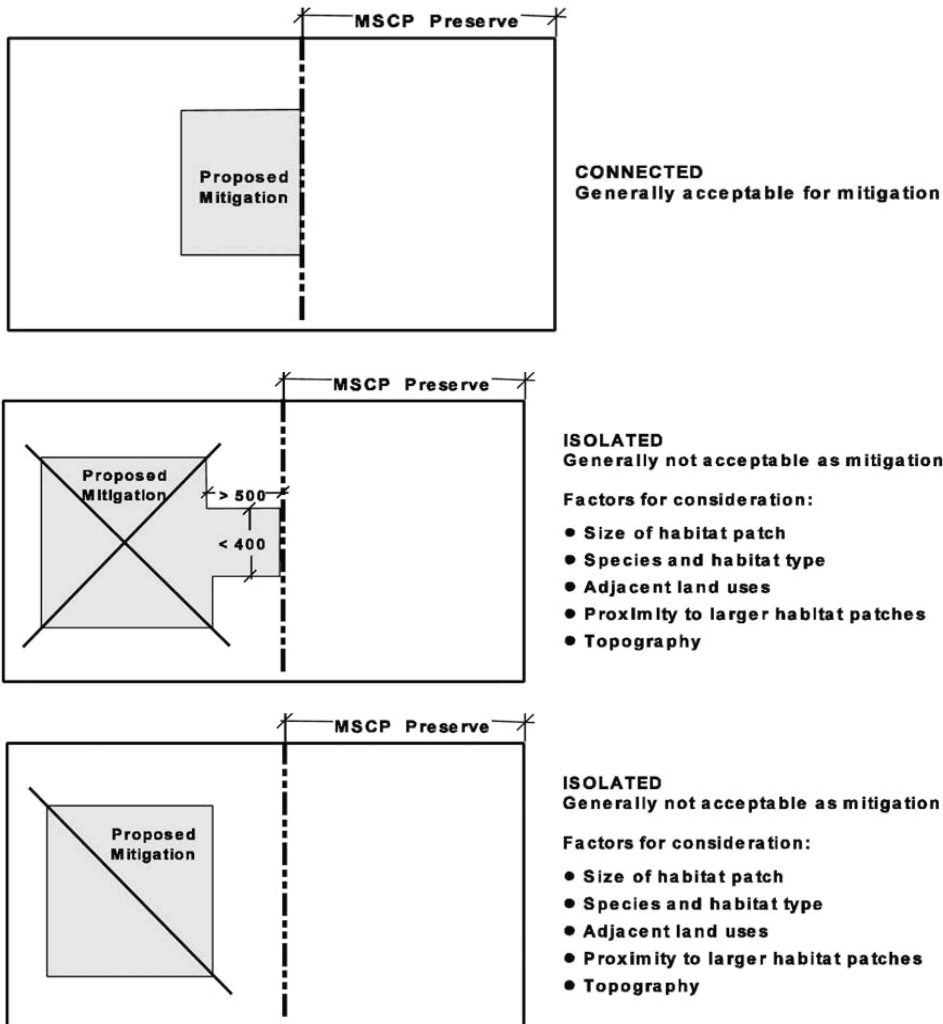 MSCP Preserve
Proposed
Mitigation
CONNECTED
Generally acceptable for mitigation
MSCP Preserve
Proposed
Mitigation
> 500
< 400
ISOLATED
Generally not acceptable as mitigation
Factors for consideration:
● Size of habitat patch
● Species and habitat type
● Adjacent land uses
● Proximity to larger habitat patches
● Topography
MSCP Preserve
Proposed
Mitigation
ISOLATED
Generally not acceptable as mitigation
Factors for consideration:
● Size of habitat patch
● Species and habitat type
● Adjacent land uses
● Proximity to larger habitat patches
● Topography